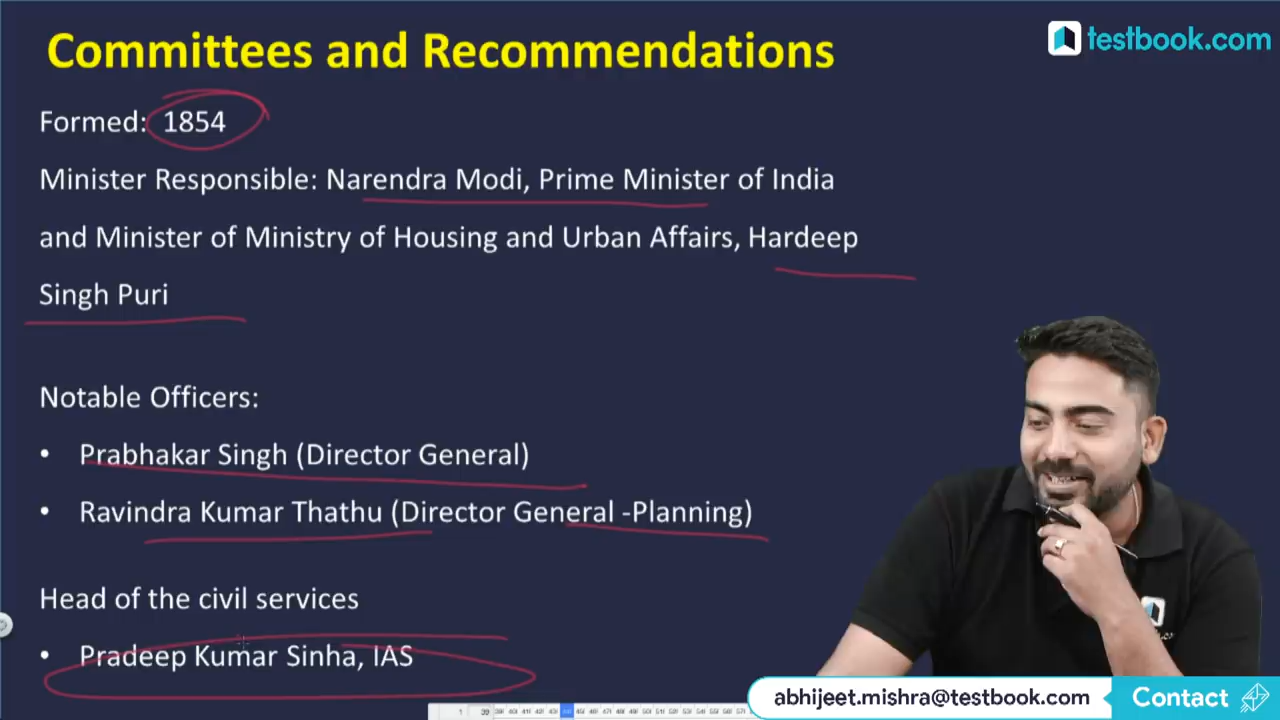 Committees and Recommendations
testbook.com
Formed: 1854
Minister Responsible: Narendra Modi, Prime Minister of India
and Minister of Ministry of Housing and Urban Affairs, Hardeep
Singh Puri
Notable Officers:
• Prabhakar Singh (Director General)
• Ravindra Kumar Thathu (Director General -Planning)
Head of the civil services
• Pradeep Kumar Sinha, IAS
abhijeet.mishra@testbook.com Contact